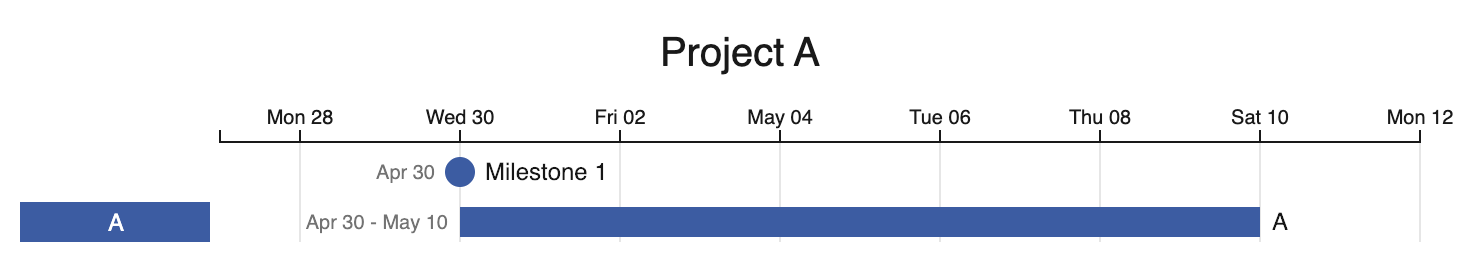 Project A
Mon 28 Wed 30 Fri 02 May 04 Tue 06 Thu 08 Sat 10 Mon 12
Apr 30 Milestone 1
A Apr 30 - May 10 A